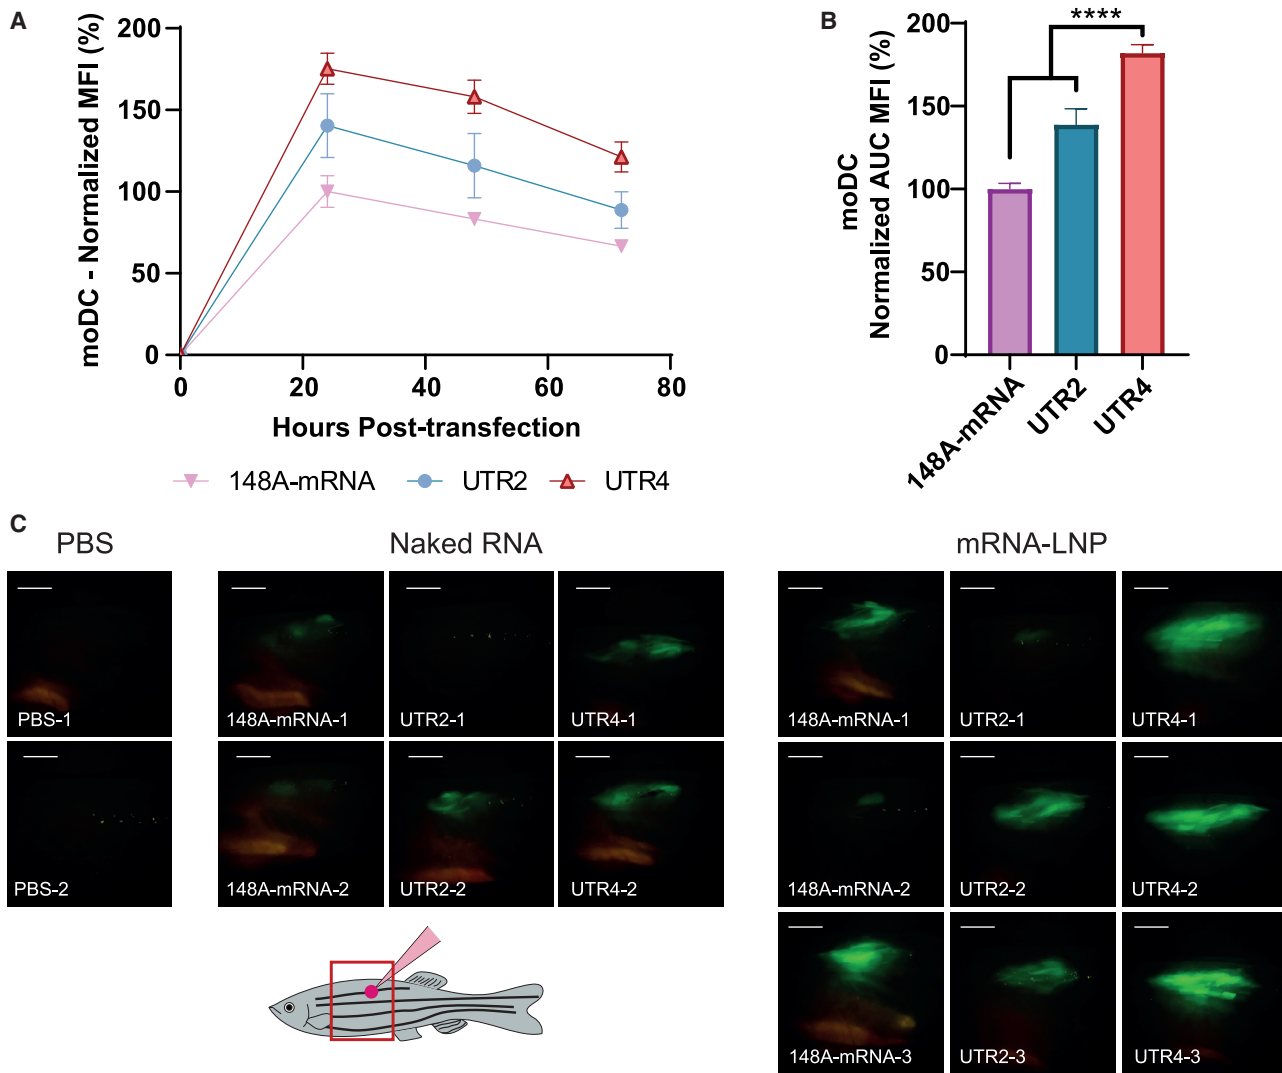 A
moDC - Normalized MFI (%)
200
150
100
50
0
0 20 40 60 80
Hours Post-transfection
148A-mRNA UTR2 UTR4
B
moDC
Normalized AUC MFI (%)
200
150
100
50
0
****
148A-mRNA
UTR2
UTR4
C
PBS
Naked RNA
mRNA-LNP
PBS-1
148A-mRNA-1
UTR2-1
UTR4-1
148A-mRNA-1
UTR2-1
UTR4-1
PBS-2
148A-mRNA-2
UTR2-2
UTR4-2
148A-mRNA-2
UTR2-2
UTR4-2
148A-mRNA-3
UTR2-3
UTR4-3